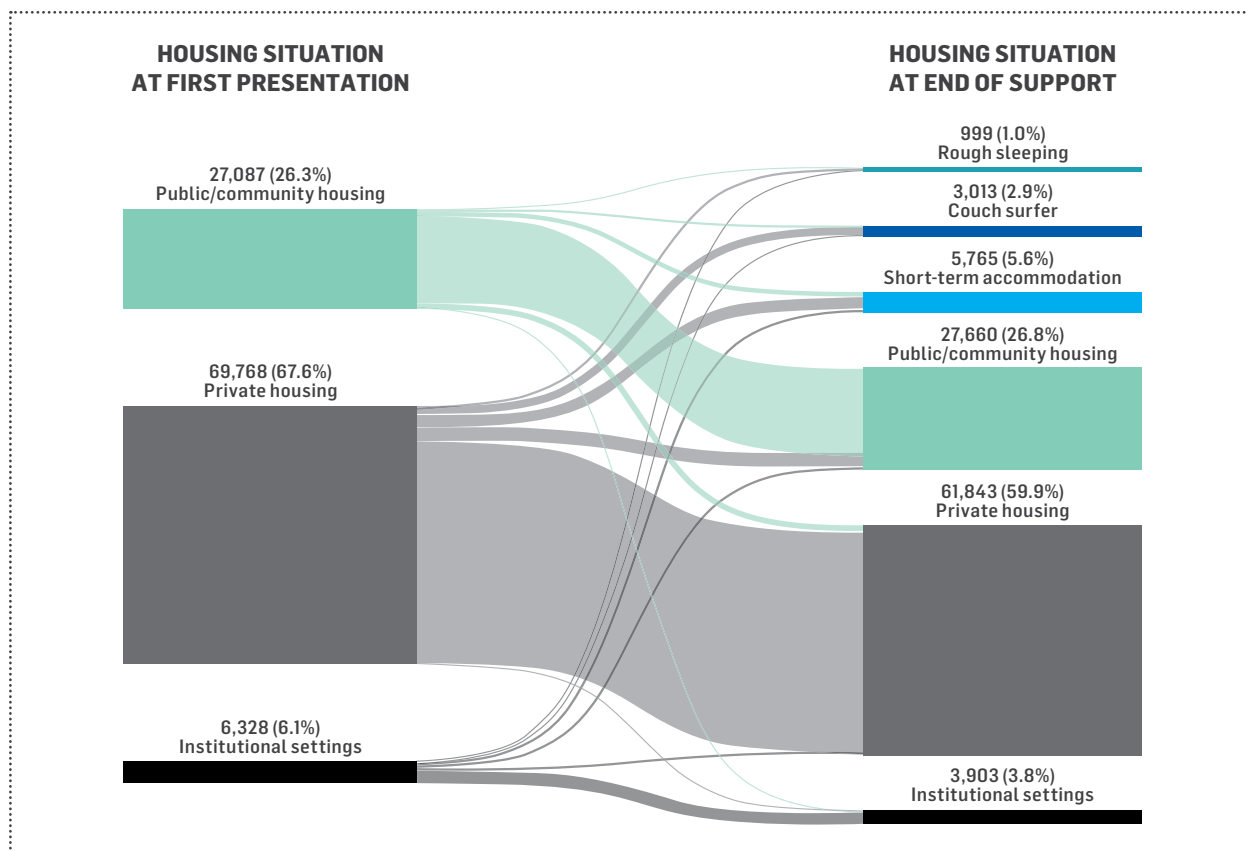 HOUSING SITUATION
AT FIRST PRESENTATION
27,087 (26.3%)
Public/community housing
69,768 (67.6%)
Private housing
6,328 (6.1%)
Institutional settings
HOUSING SITUATION
AT END OF SUPPORT
999 (1.0%)
Rough sleeping
3,013 (2.9%)
Couch surfer
5,765 (5.6%)
Short-term accommodation
27,660 (26.8%)
Public/community housing
61,843 (59.9%)
Private housing
3,903 (3.8%)
Institutional settings